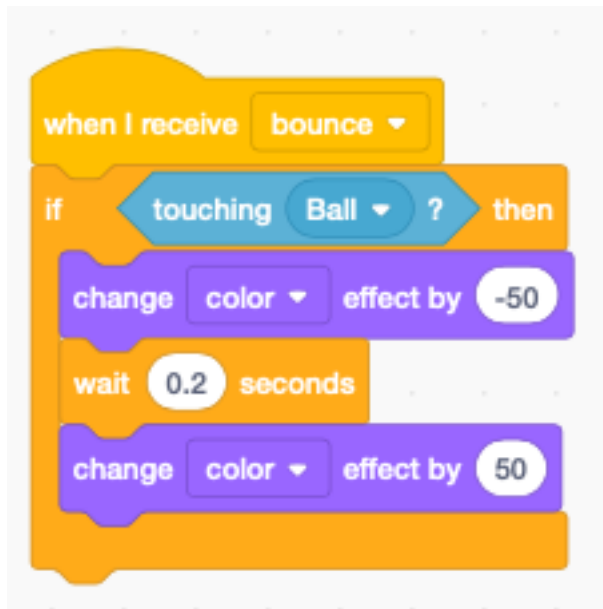 when I receive bounce
if touching Ball ? then
change color effect by -50
wait 0.2 seconds
change color effect by 50